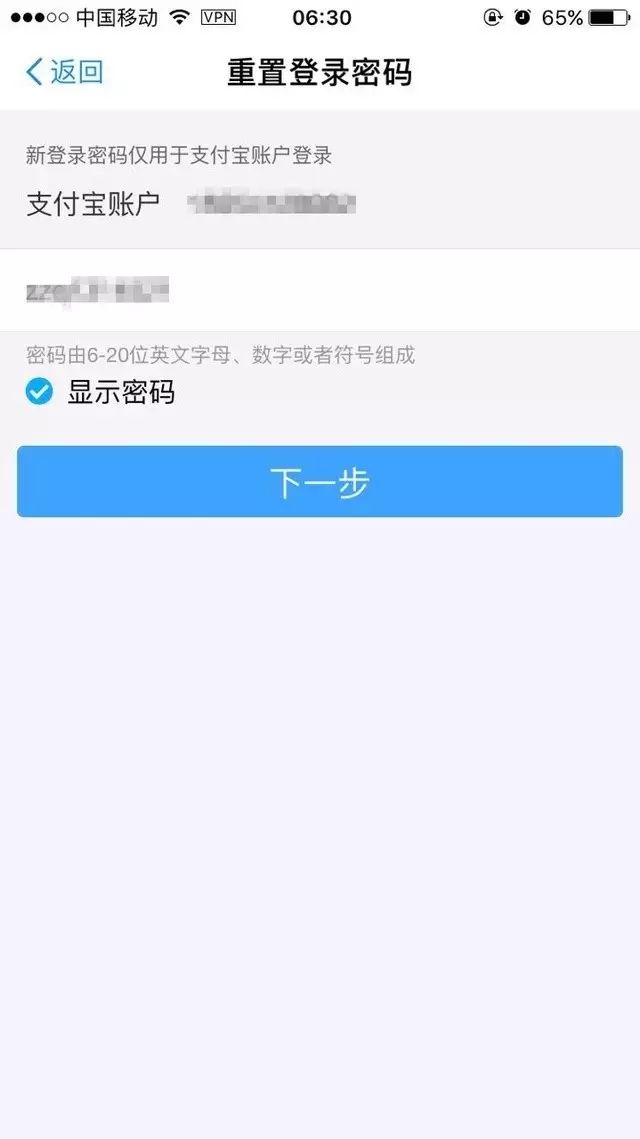 中国移动 VPN 06:30 65%
返回 重置登录密码
新登录密码仅用于支付宝账户登录
支付宝账户
密码由6-20位英文字母、数字或者符号组成
显示密码
下一步